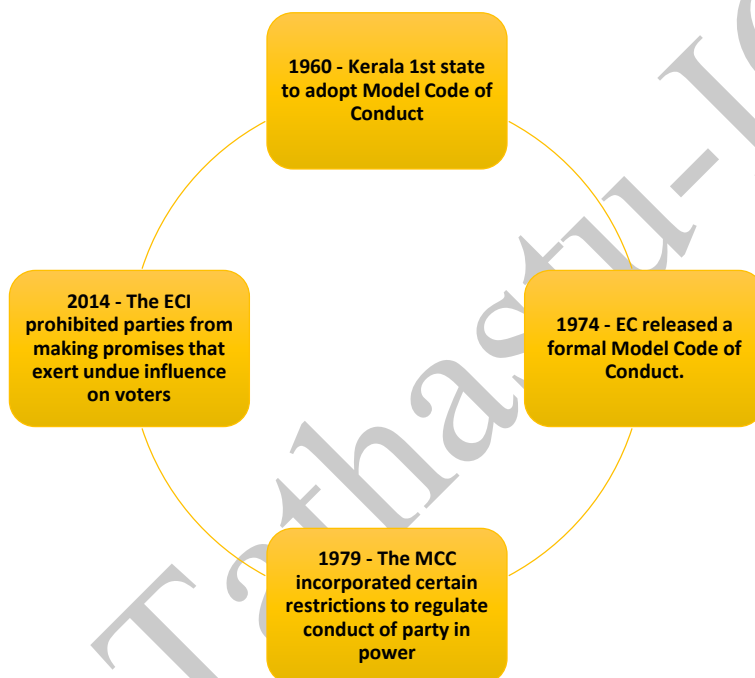 1960 - Kerala 1st state
to adopt Model Code of
Conduct
1974 - EC released a
formal Model Code of
Conduct.
1979 - The MCC
incorporated certain
restrictions to regulate
conduct of party in
power
2014 - The ECI
prohibited parties from
making promises that
exert undue influence
on voters
Tathastu-I